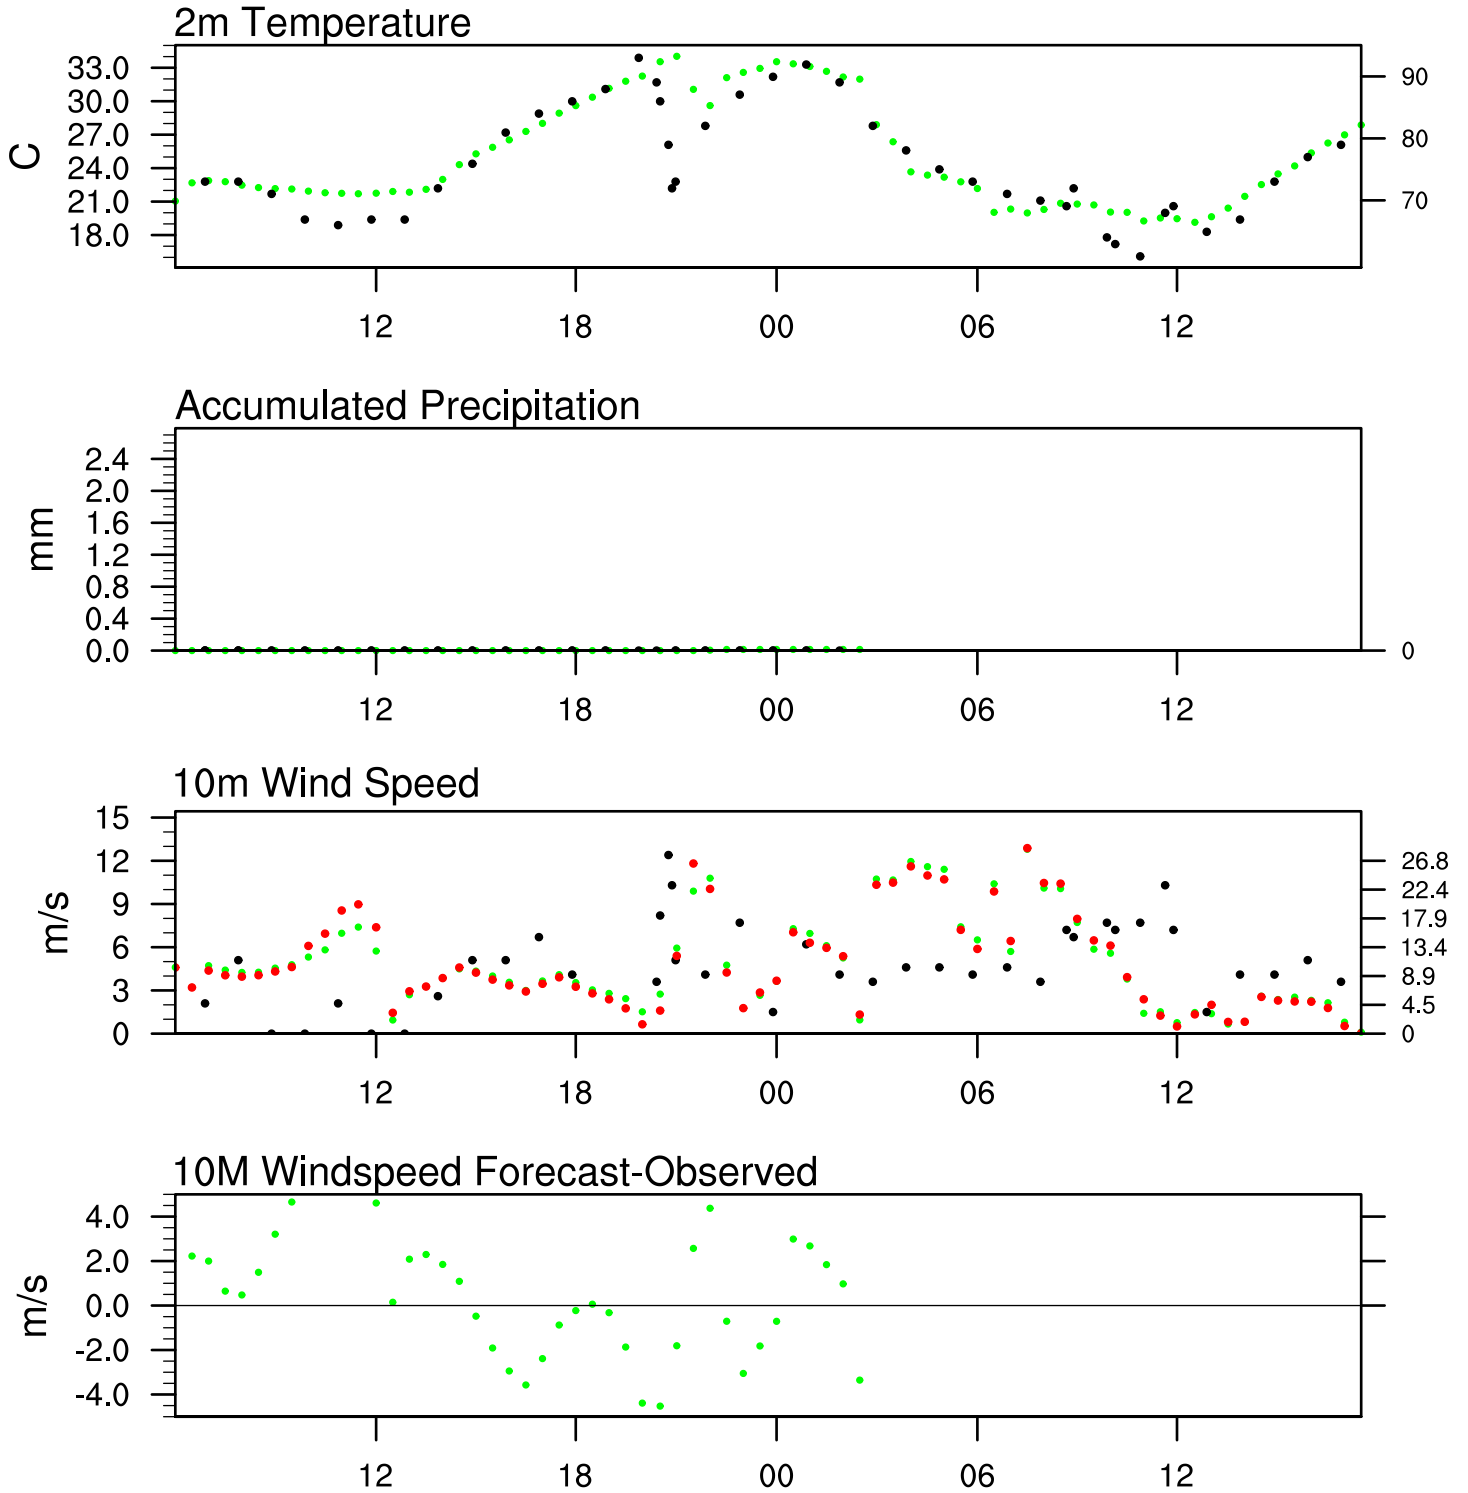 2m Temperature
33.0
30.0
27.0
24.0
21.0
18.0
C
90
80
70
12 18 00 06 12
Accumulated Precipitation
2.4
2.0
1.6
1.2
0.8
0.4
0.0
mm
0
12 18 00 06 12
10m Wind Speed
15
12
9
6
3
0
m/s
26.8
22.4
17.9
13.4
8.9
4.5
0
12 18 00 06 12
10M Windspeed Forecast-Observed
4.0
2.0
0.0
-2.0
-4.0
m/s
12 18 00 06 12